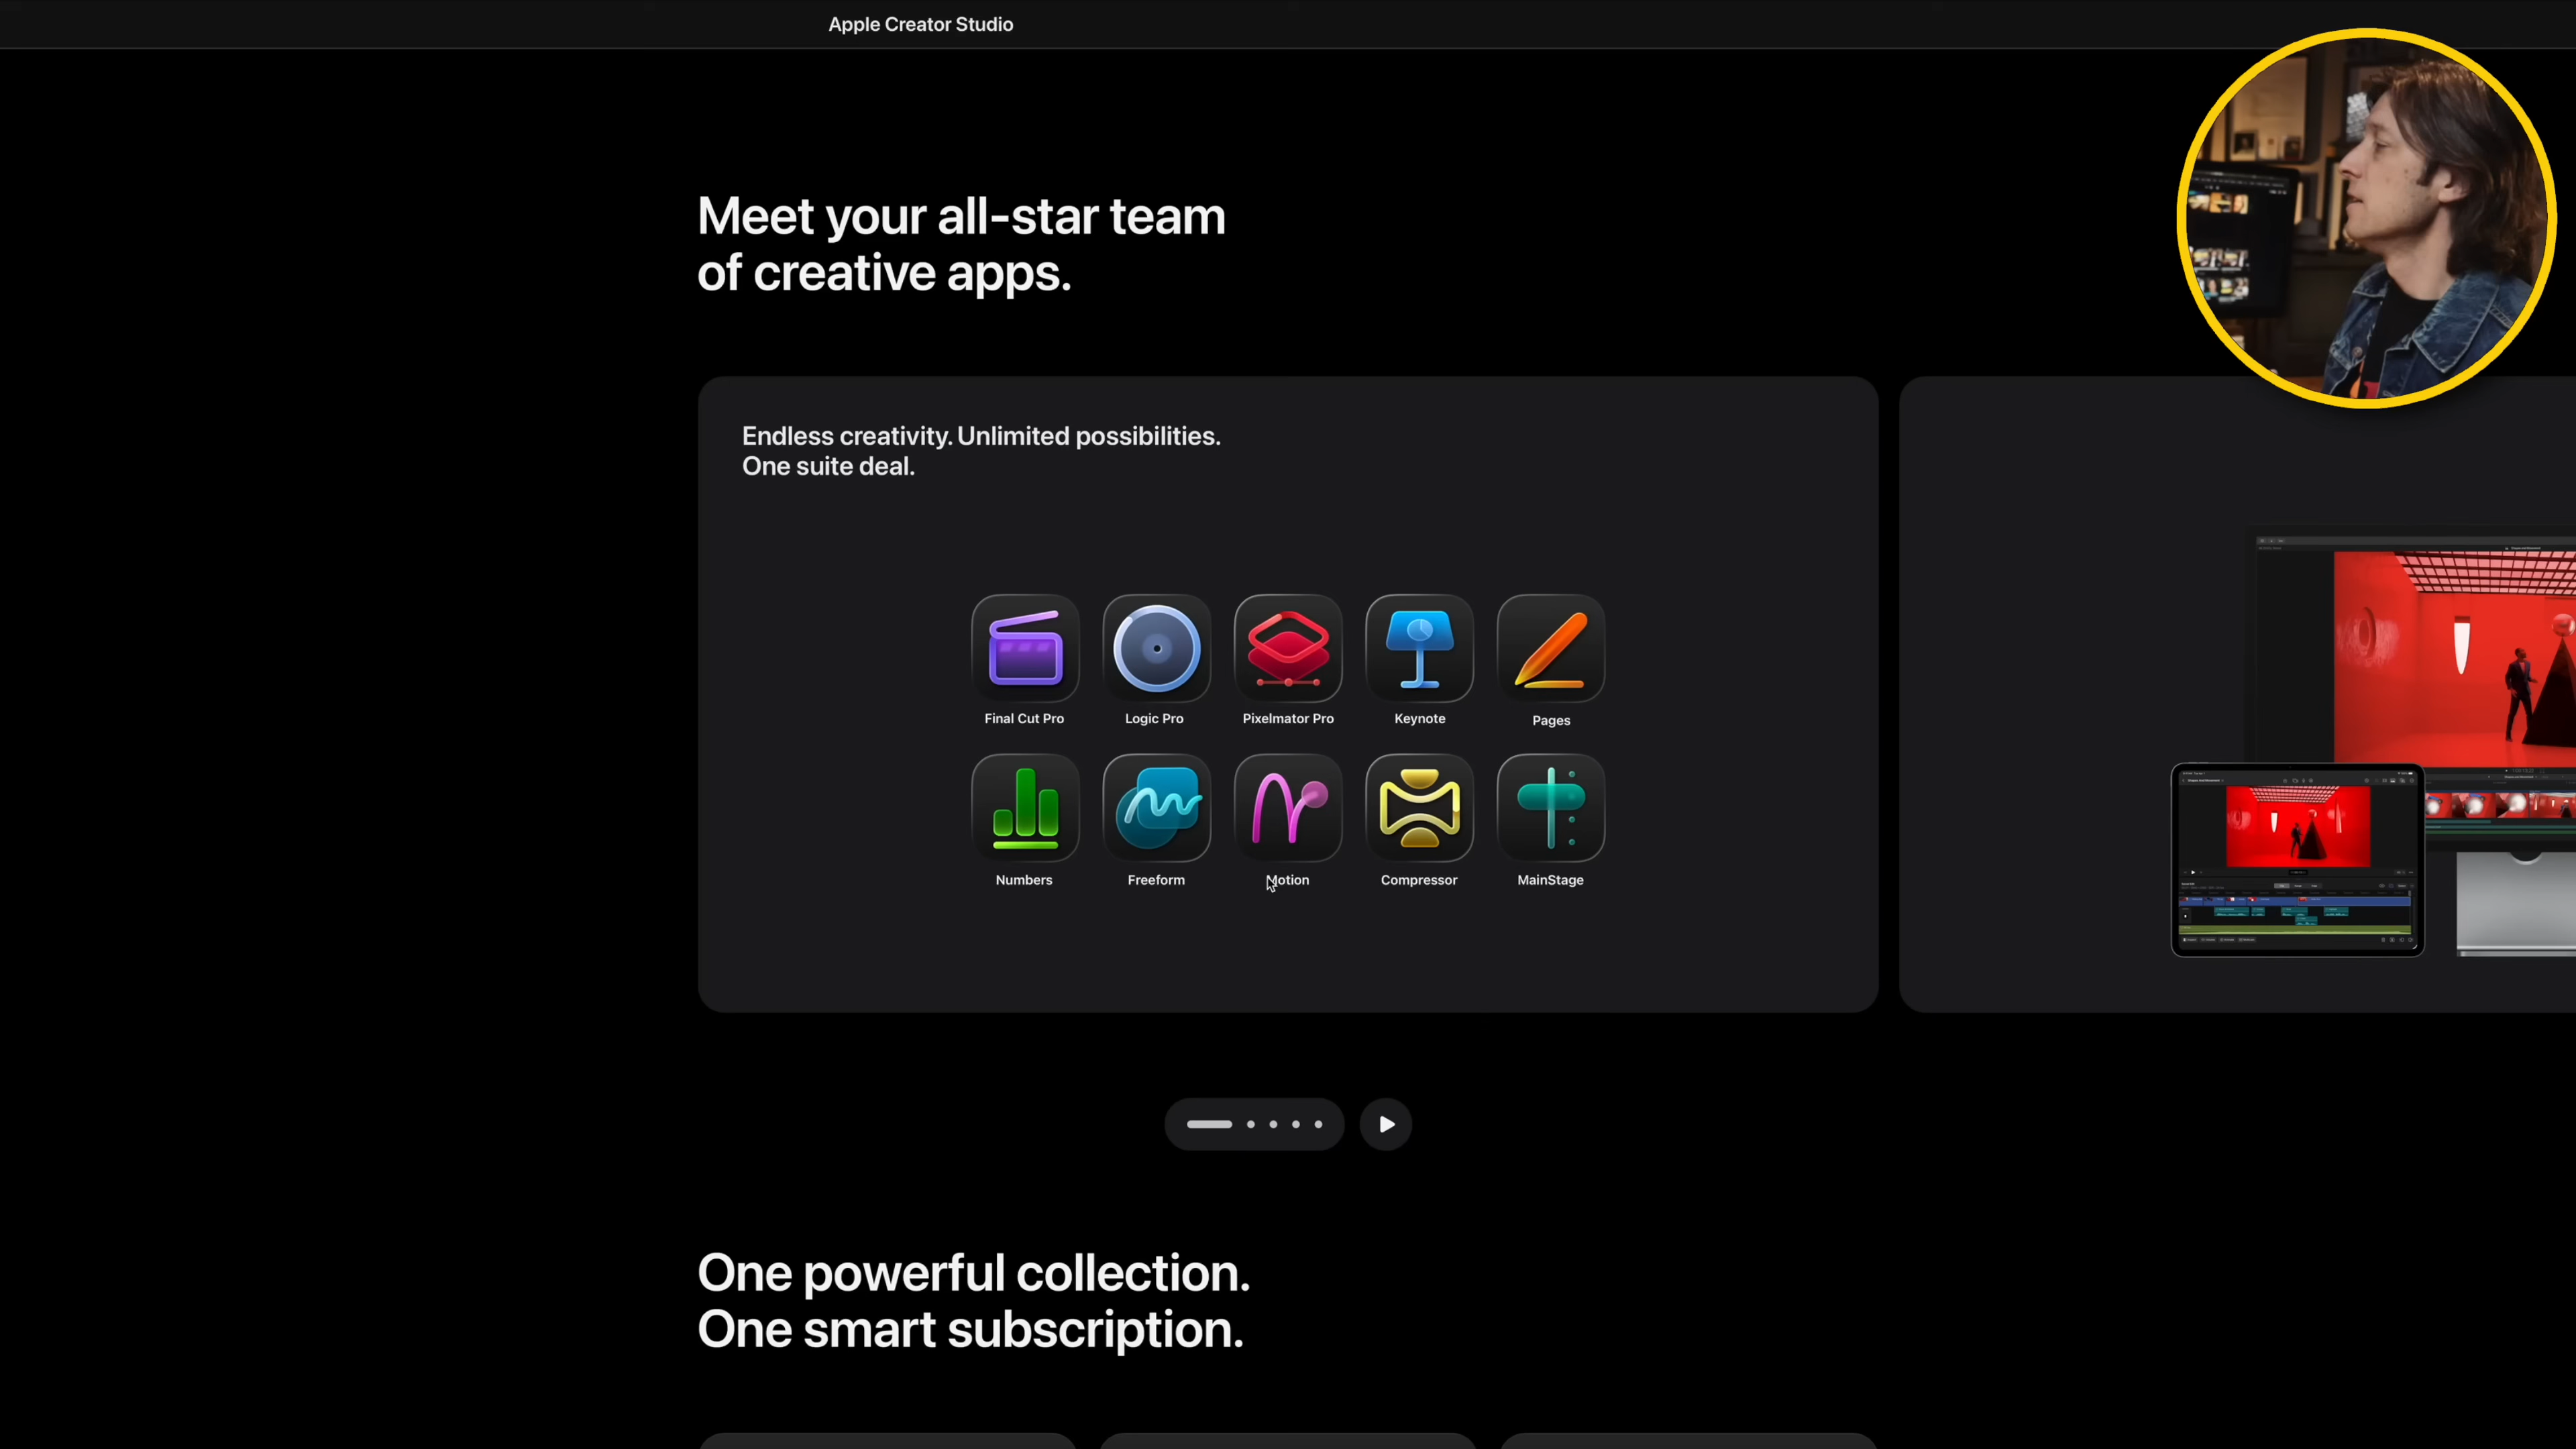 Apple Creator Studio
Meet your all-star team
of creative apps.
Endless creativity. Unlimited possibilities.
One suite deal.
Final Cut Pro
Logic Pro
Pixelmator Pro
Keynote
Pages
Numbers
Freeform
Motion
Compressor
MainStage
One powerful collection.
One smart subscription.